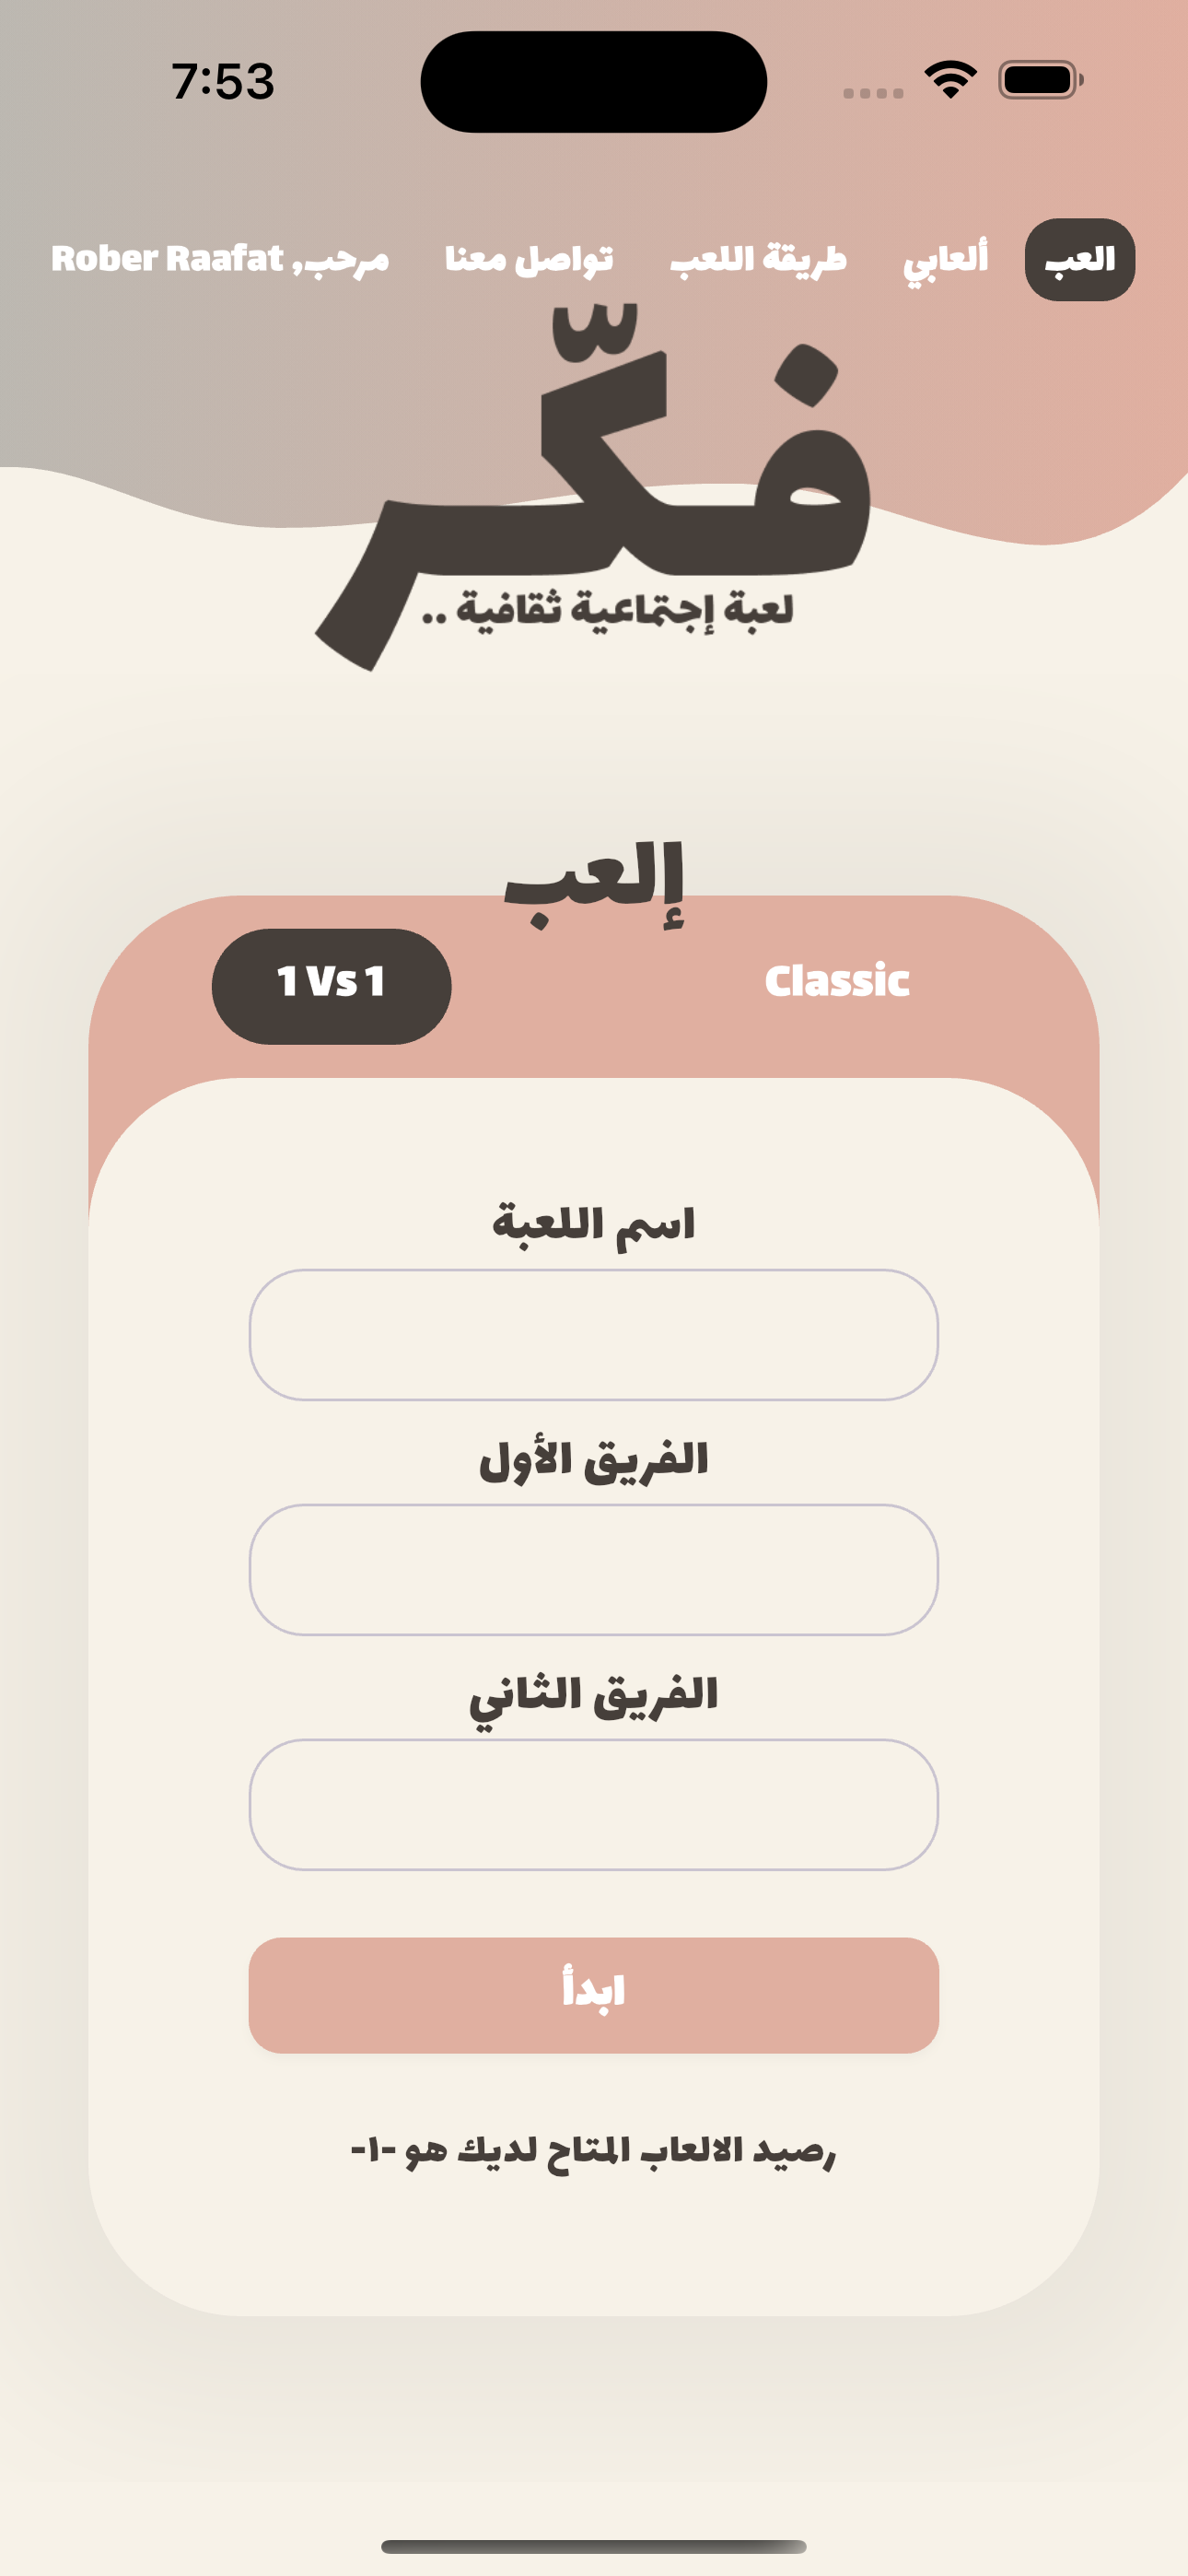 7:53
العب ألعابي طريقة اللعب تواصل معنا مرحب, Rober Raafat
فكّر
لعبة إجتماعية ثقافية ..
إلعب
Classic 1 Vs 1
اسم اللعبة
الفريق الأول
الفريق الثاني
ابدأ
رصيد الالعاب المتاح لديك هو -١-